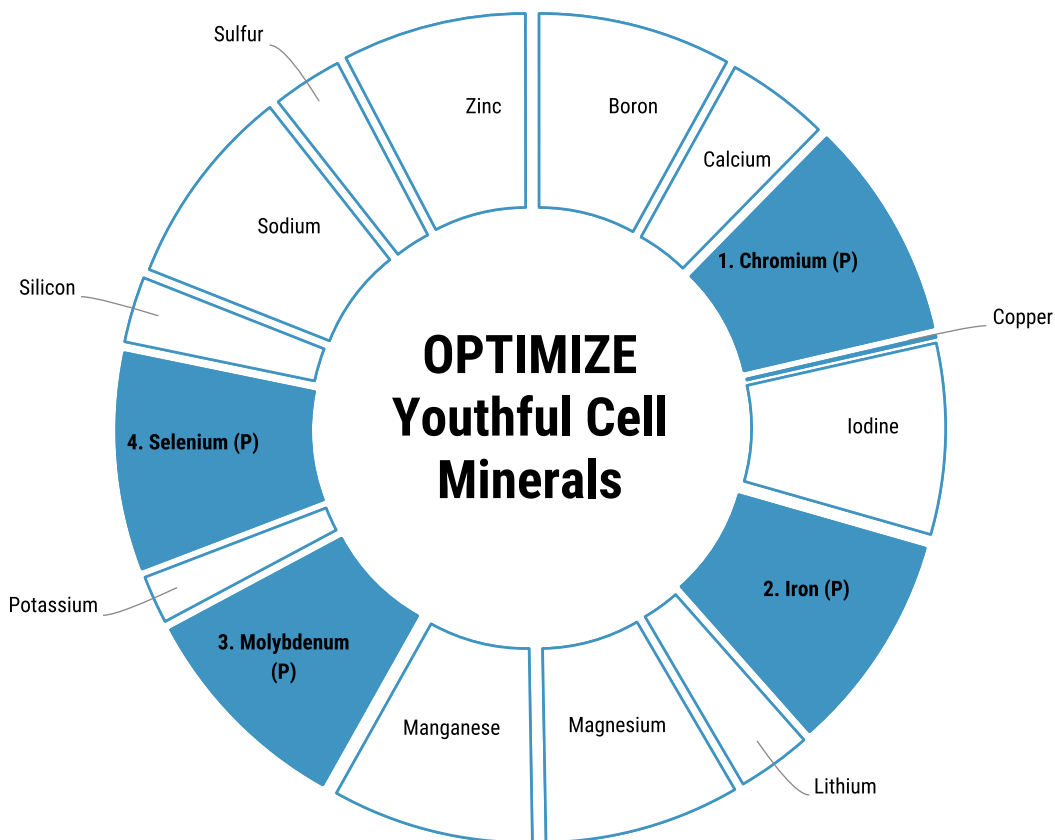 Sulfur
Zinc
Boron
Calcium
1. Chromium (P)
Copper
Iodine
2. Iron (P)
Lithium
Magnesium
Manganese
3. Molybdenum
(P)
Potassium
4. Selenium (P)
Silicon
Sodium
OPTIMIZE
Youthful Cell
Minerals